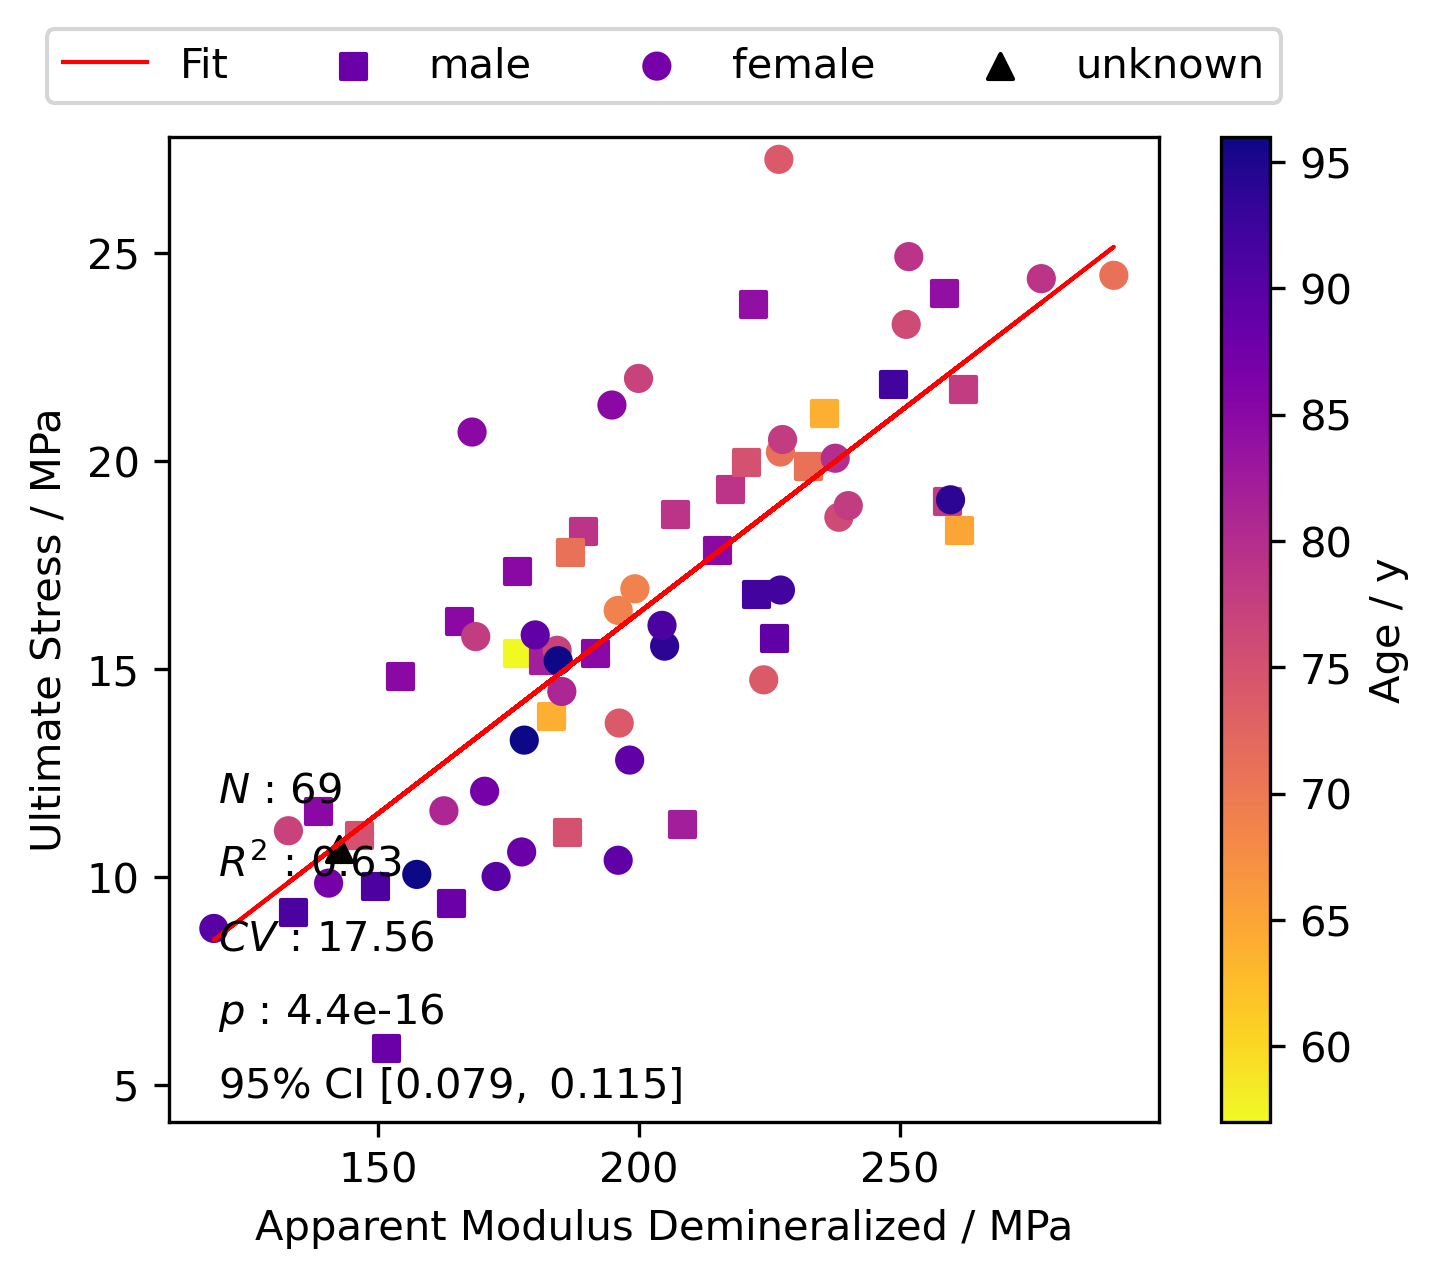 Fit male female unknown
25
20
15
10
5
Ultimate Stress / MPa
N : 69
R² : 0.63
CV : 17.56
p : 4.4e-16
95% CI [0.079, 0.115]
150 200 250
Apparent Modulus Demineralized / MPa
95
90
85
80
75
70
65
60
Age / y